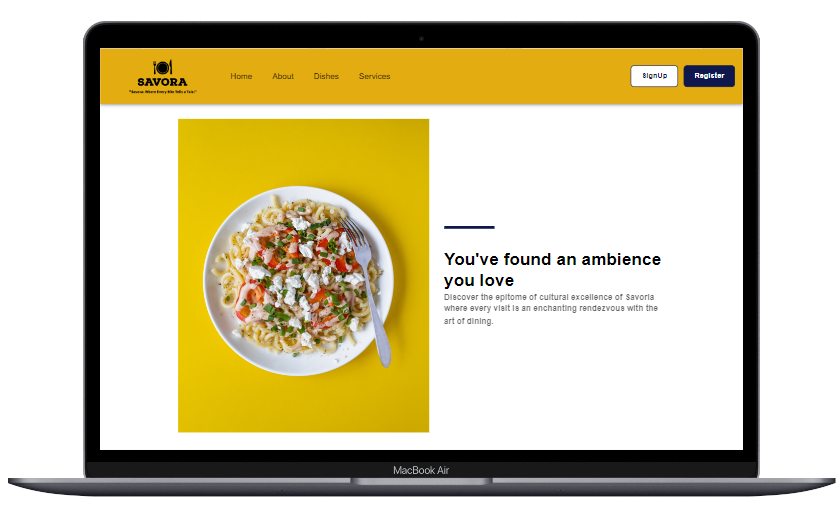 SAVORA
"Savora: Where Every Bite Tells a Tale!"
Home About Dishes Services
SignUp Register
You've found an ambience
you love
Discover the epitome of cultural excellence of Savoria
where every visit is an enchanting rendezvous with the
art of dining.
MacBook Air